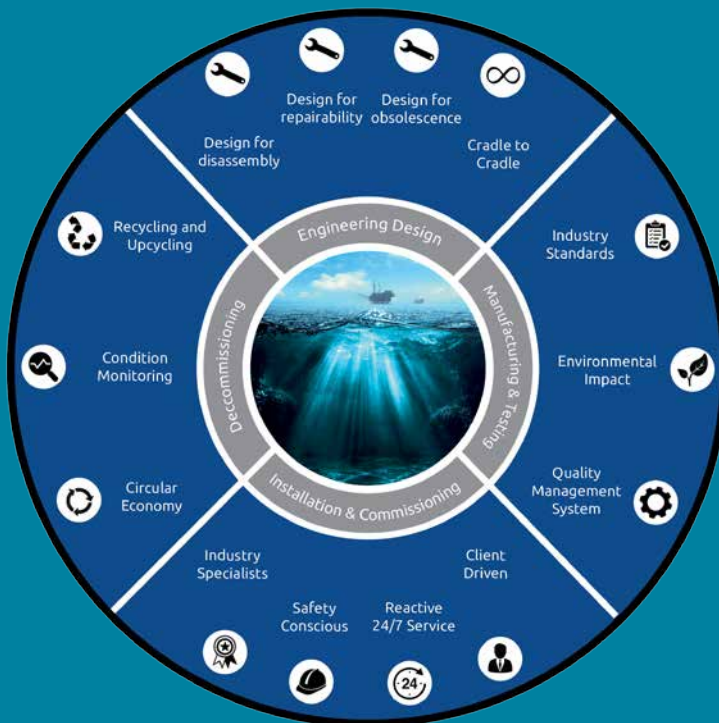 Design for
disassembly
Design for
repairability
Design for
obsolescence
Cradle to
Cradle
Engineering Design
Industry
Standards
Environmental
Impact
Quality
Management
System
Manufacturing & Testing
Client
Driven
Reactive
24/7 Service
24
Safety
Conscious
Industry
Specialists
Installation & Commissioning
Circular
Economy
Condition
Monitoring
Recycling and
Upcycling
Deccommissioning